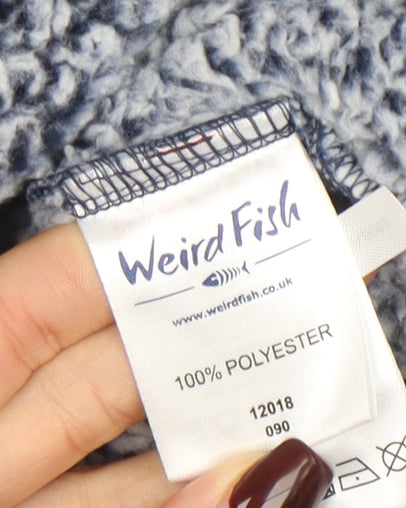 Weird Fish
www.weirdfish.co.uk
100% POLYESTER
12018
090